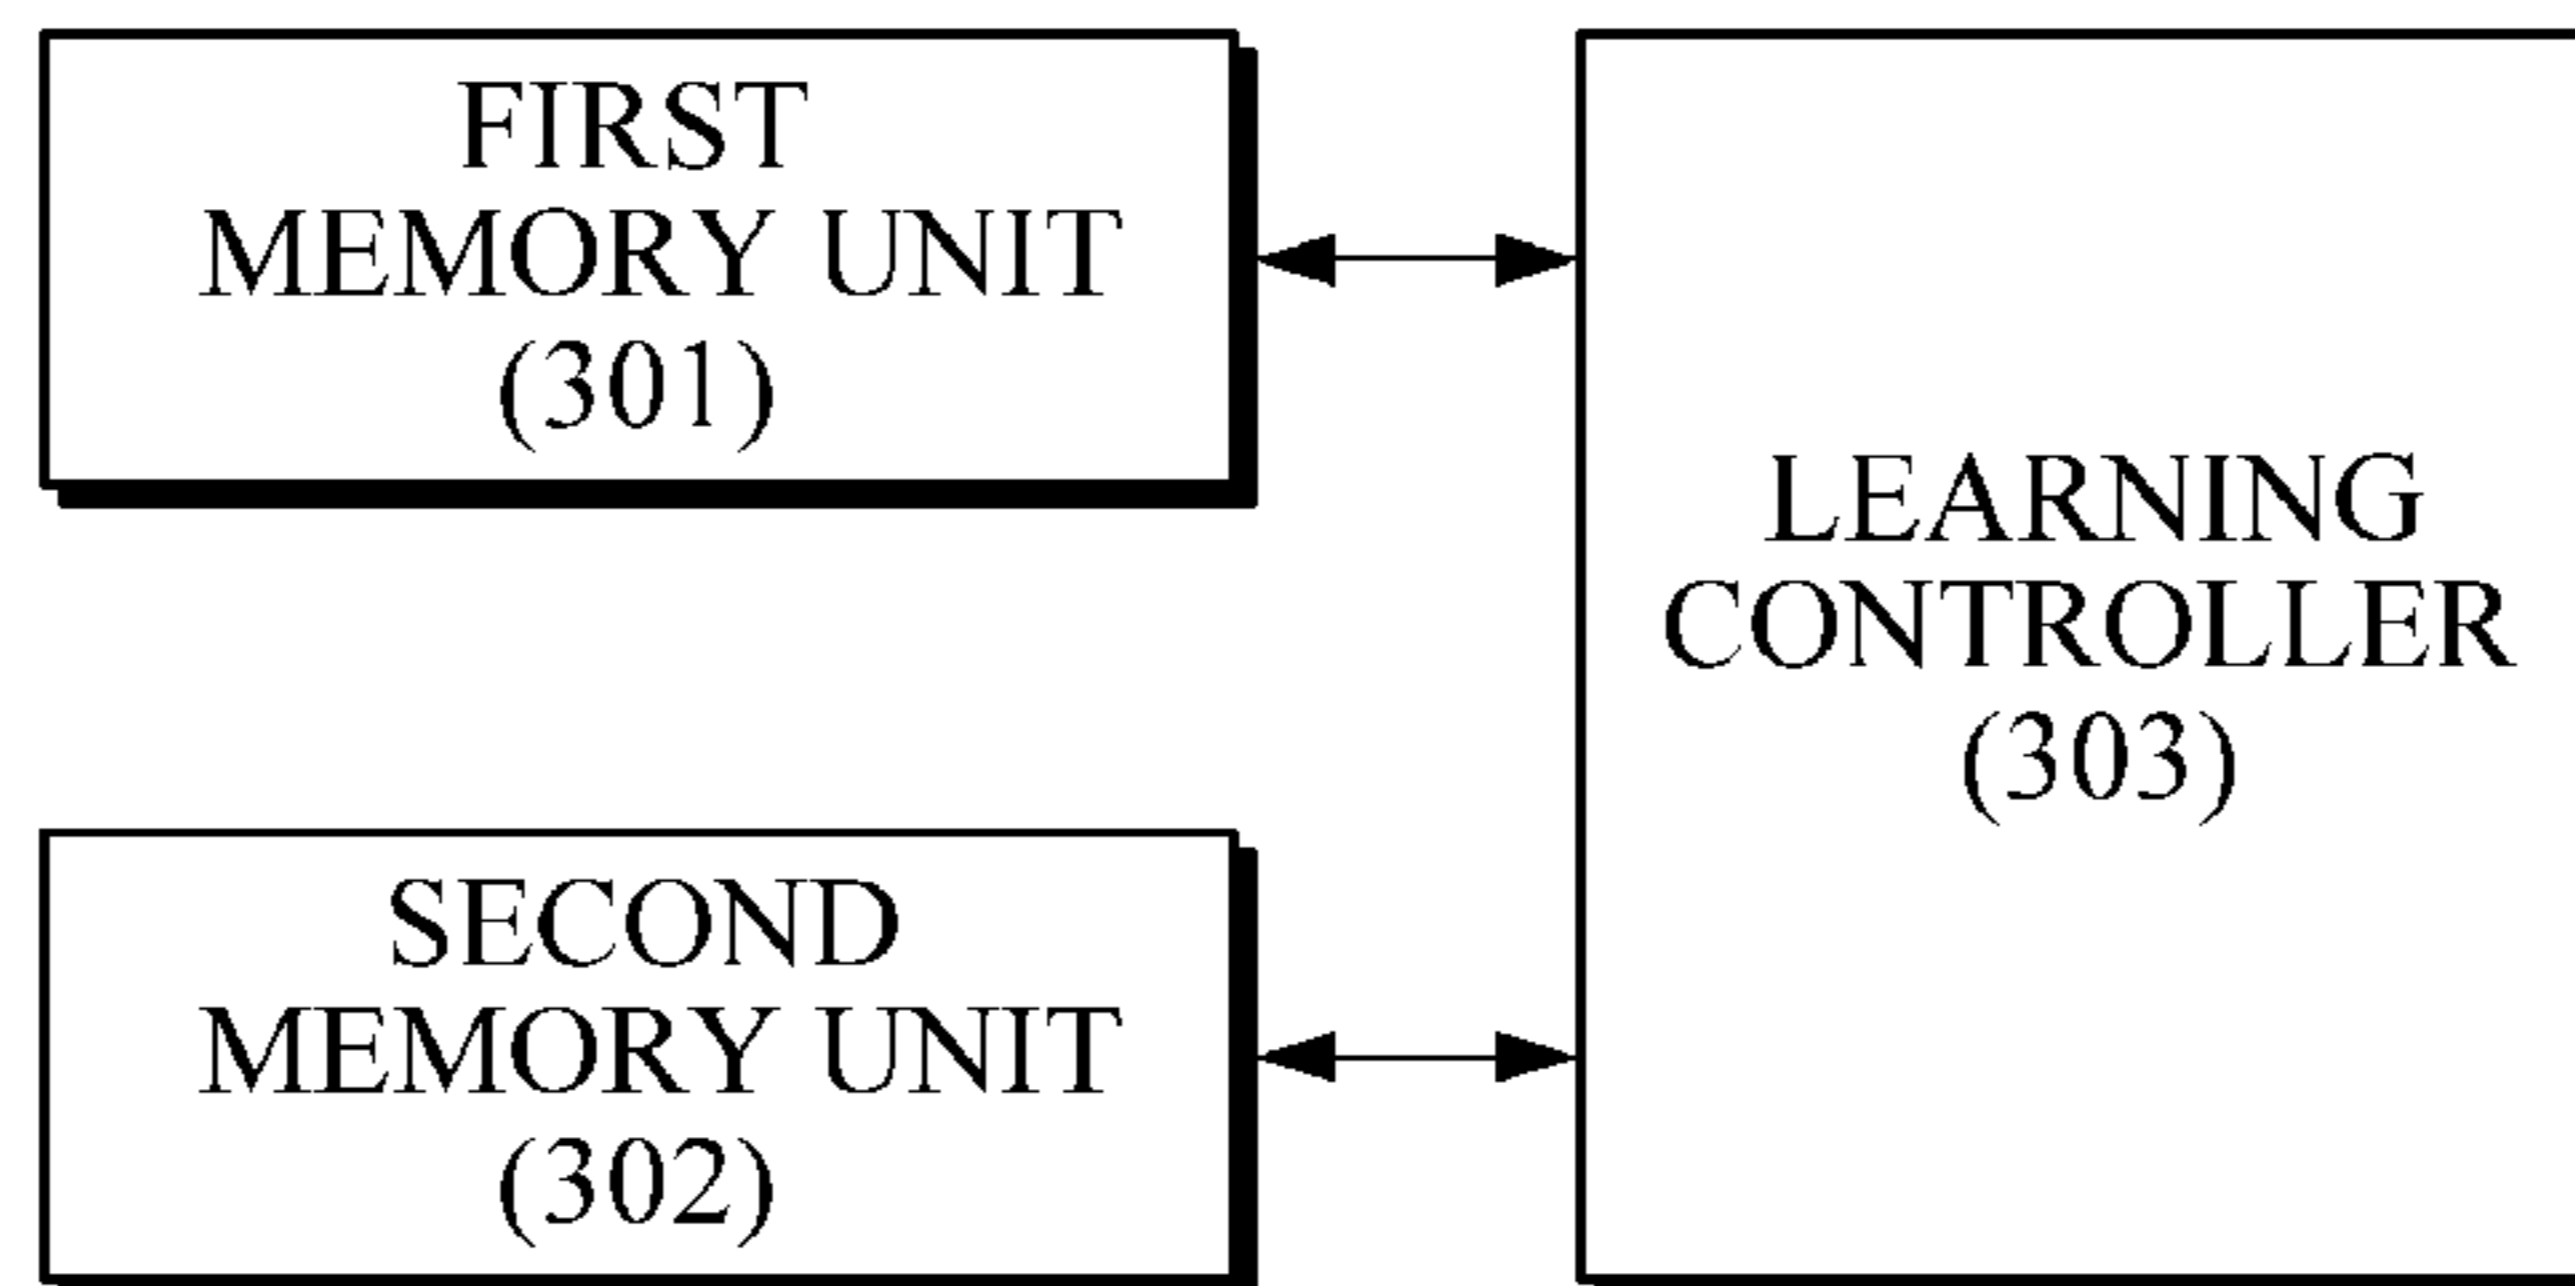 FIRST
MEMORY UNIT
(301)
LEARNING
CONTROLLER
(303)
SECOND
MEMORY UNIT
(302)